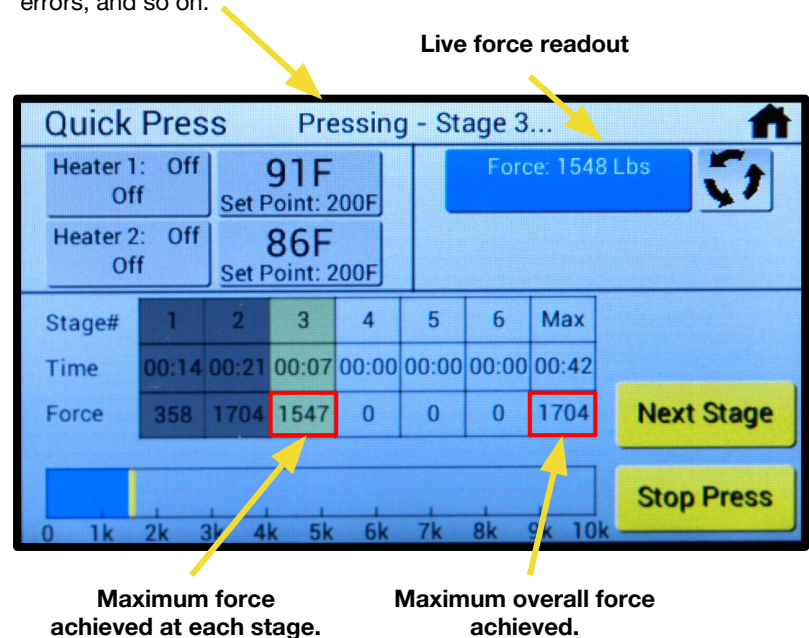 errors, and so on.
Live force readout
Quick Press Pressing - Stage 3...
Heater 1: Off
Off
91F
Set Point: 200F
Force: 1548 Lbs
Heater 2: Off
Off
86F
Set Point: 200F
Stage# 1 2 3 4 5 6 Max
Time 00:14 00:21 00:07 00:00 00:00 00:00 00:42
Force 358 1704 1547 0 0 0 1704
Next Stage
Stop Press
0 1k 2k 3k 4k 5k 6k 7k 8k 9k 10k
Maximum force
achieved at each stage.
Maximum overall force
achieved.